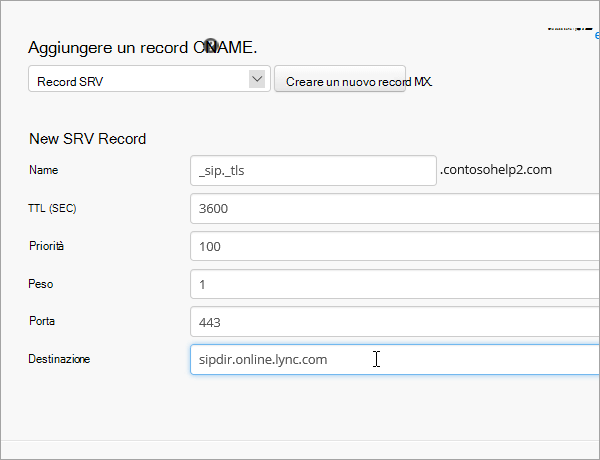 Aggiungere un record CNAME.
Record SRV
Creare un nuovo record MX.
New SRV Record
Name
_sip._tls
.contosohelp2.com
TTL (SEC)
3600
Priorità
100
Peso
1
Porta
443
Destinazione
sipdir.online.lync.com